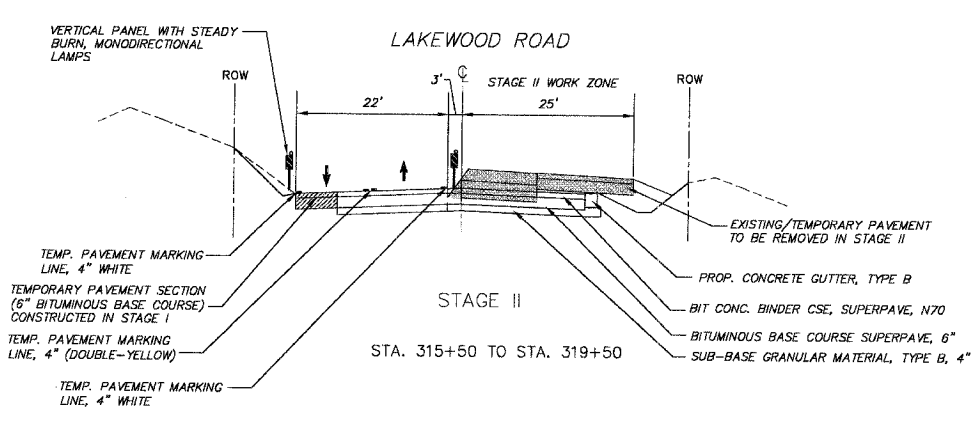 VERTICAL PANEL WITH STEADY
BURN, MONODIRECTIONAL
LAMPS
LAKEWOOD ROAD
ROW
3'
℄
STAGE II WORK ZONE
ROW
22'
25'
EXISTING/TEMPORARY PAVEMENT
TO BE REMOVED IN STAGE II
TEMP. PAVEMENT MARKING
LINE, 4" WHITE
PROP. CONCRETE GUTTER, TYPE B
TEMPORARY PAVEMENT SECTION
(6" BITUMINOUS BASE COURSE)
CONSTRUCTED IN STAGE I
STAGE II
BIT CONC. BINDER CSE, SUPERPAVE, N70
TEMP. PAVEMENT MARKING
LINE, 4" (DOUBLE-YELLOW)
BITUMINOUS BASE COURSE SUPERPAVE, 6"
STA. 315+50 TO STA. 319+50
SUB-BASE GRANULAR MATERIAL, TYPE B, 4"
TEMP. PAVEMENT MARKING
LINE, 4" WHITE